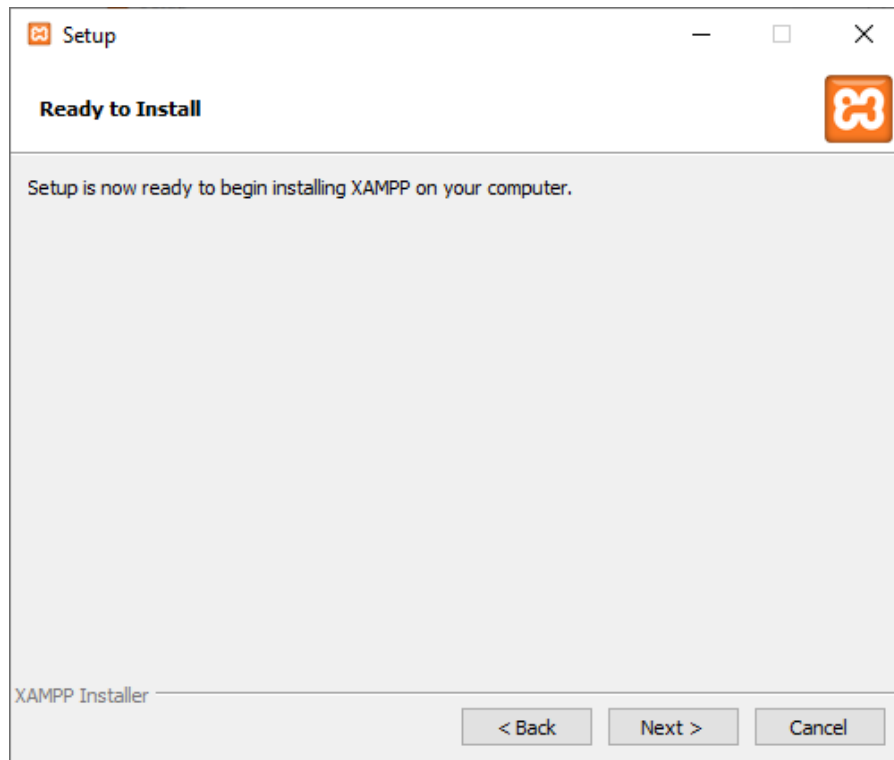 Setup
Ready to Install
Setup is now ready to begin installing XAMPP on your computer.
XAMPP Installer
< Back Next > Cancel